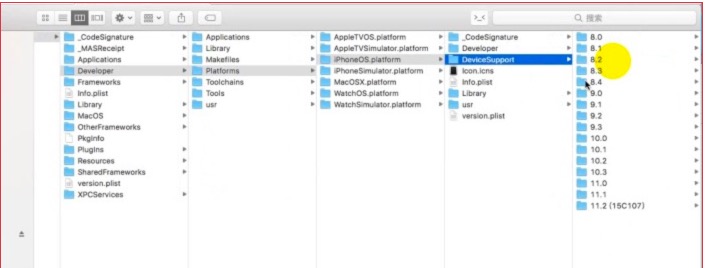 搜索
_CodeSignature
_MASReceipt
Applications
Developer
Frameworks
Info.plist
Library
MacOS
OtherFrameworks
PkgInfo
PlugIns
Resources
SharedFrameworks
version.plist
XPCServices
Applications
Library
Makefiles
Platforms
Toolchains
Tools
usr
AppleTVOS.platform
AppleTVSimulator.platform
iPhoneOS.platform
iPhoneSimulator.platform
MacOSX.platform
WatchOS.platform
WatchSimulator.platform
_CodeSignature
Developer
DeviceSupport
Icon.icns
Info.plist
Library
usr
version.plist
8.0
8.1
8.2
8.3
8.4
9.0
9.1
9.2
9.3
10.0
10.1
10.2
10.3
11.0
11.1
11.2 (15C107)